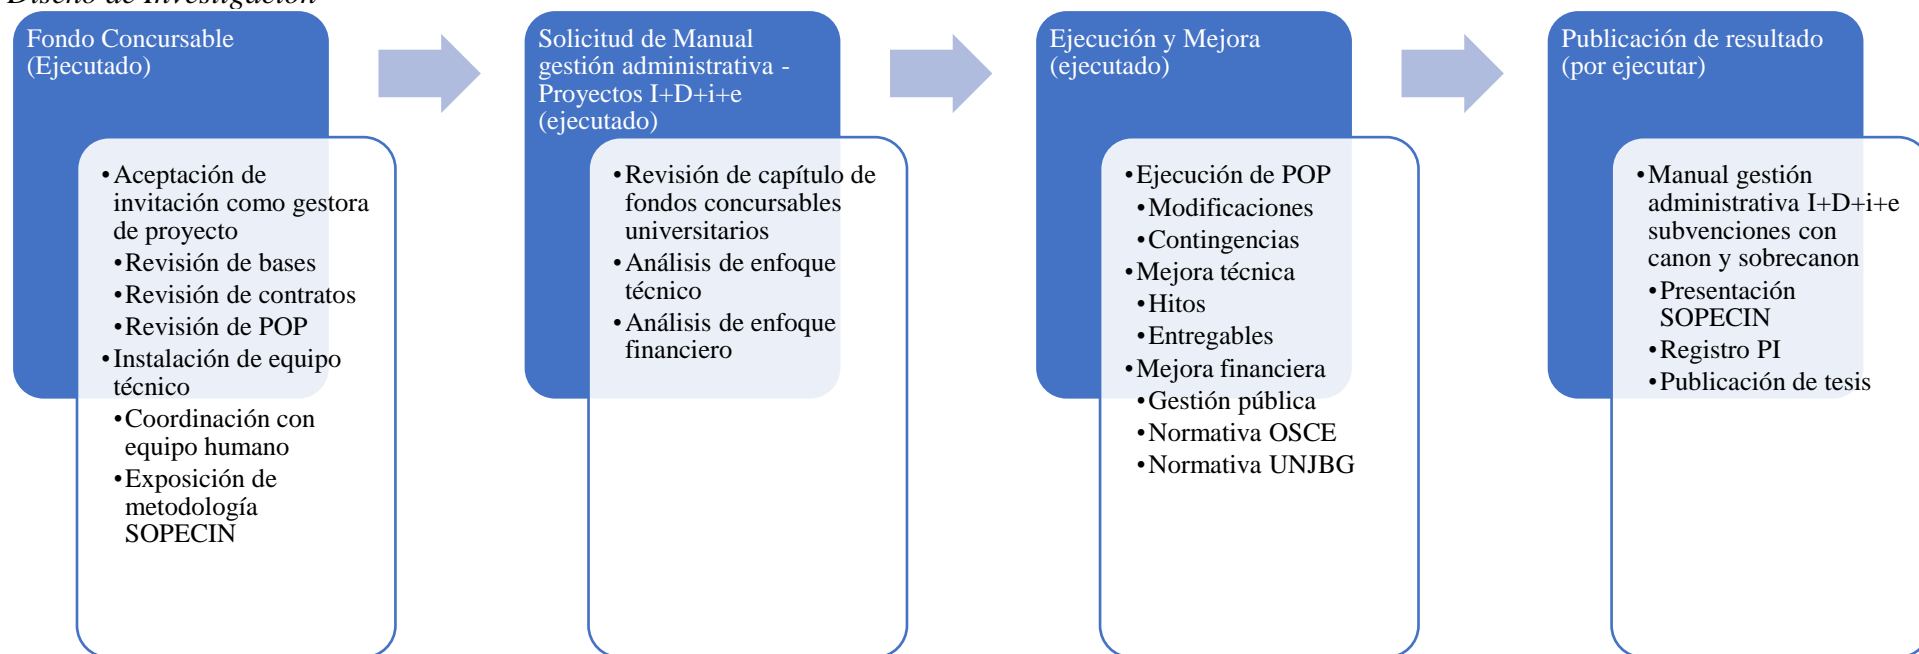 Diseño de Investigación
Fondo Concursable
(Ejecutado)
•Aceptación de
invitación como gestora
de proyecto
•Revisión de bases
•Revisión de contratos
•Revisión de POP
•Instalación de equipo
técnico
•Coordinación con
equipo humano
•Exposición de
metodología
SOPECIN
Solicitud de Manual
gestión administrativa -
Proyectos I+D+i+e
(ejecutado)
•Revisión de capítulo de
fondos concursables
universitarios
•Análisis de enfoque
técnico
•Análisis de enfoque
financiero
Ejecución y Mejora
(ejecutado)
•Ejecución de POP
•Modificaciones
•Contingencias
•Mejora técnica
•Hitos
•Entregables
•Mejora financiera
•Gestión pública
•Normativa OSCE
•Normativa UNJBG
Publicación de resultado
(por ejecutar)
•Manual gestión
administrativa I+D+i+e
subvenciones con
canon y sobrecanon
•Presentación
SOPECIN
•Registro PI
•Publicación de tesis